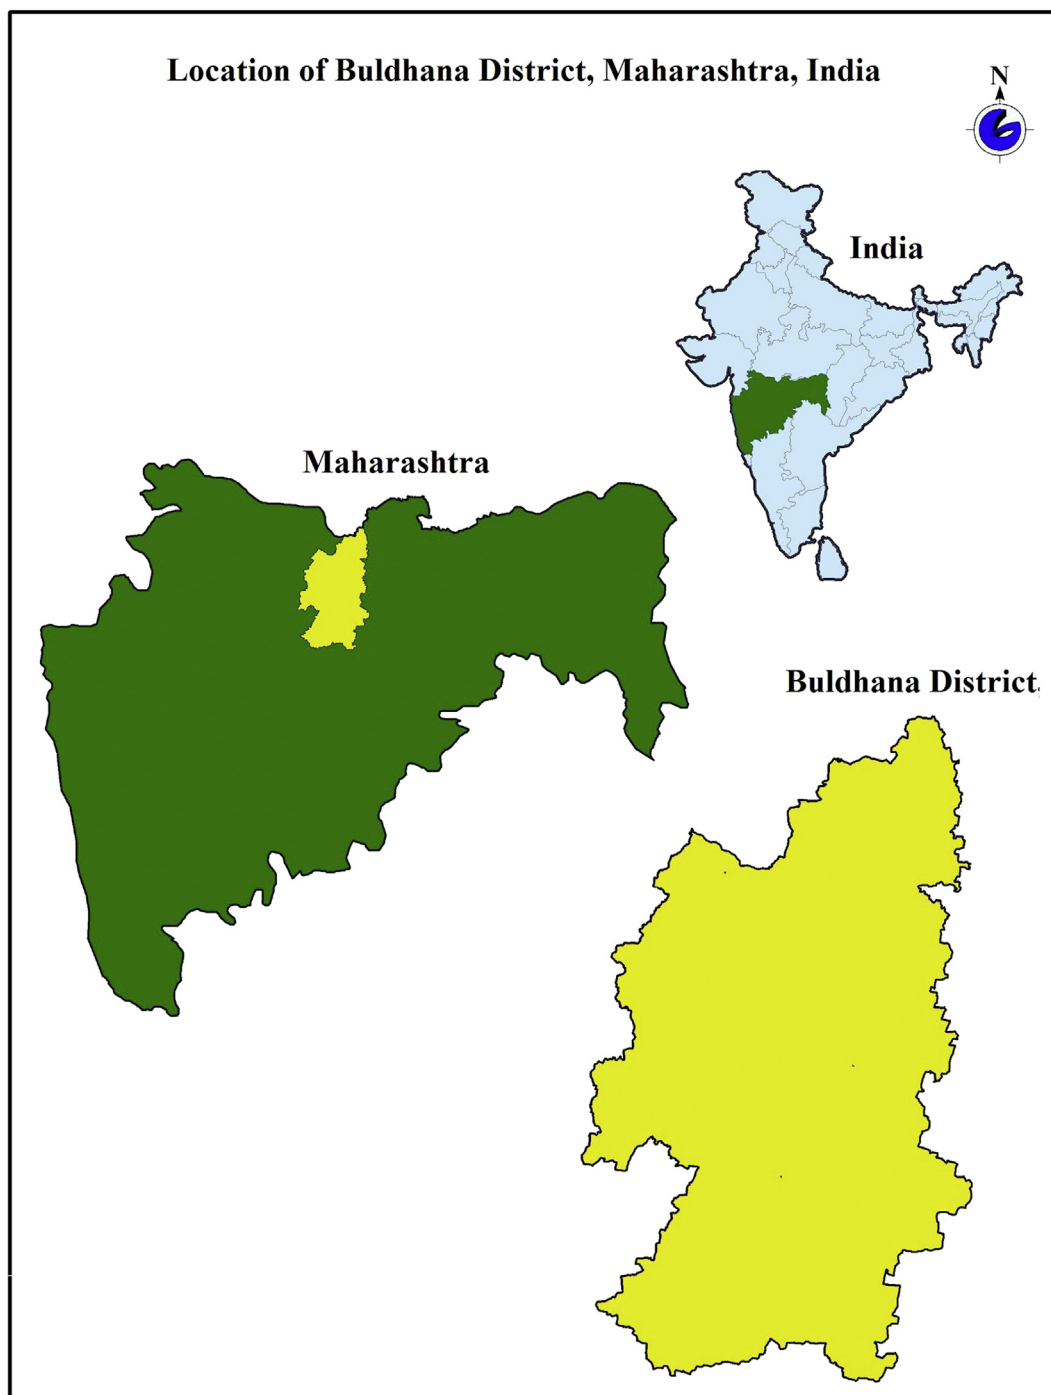 Location of Buldhana District, Maharashtra, India
N
India
Maharashtra
Buldhana District,